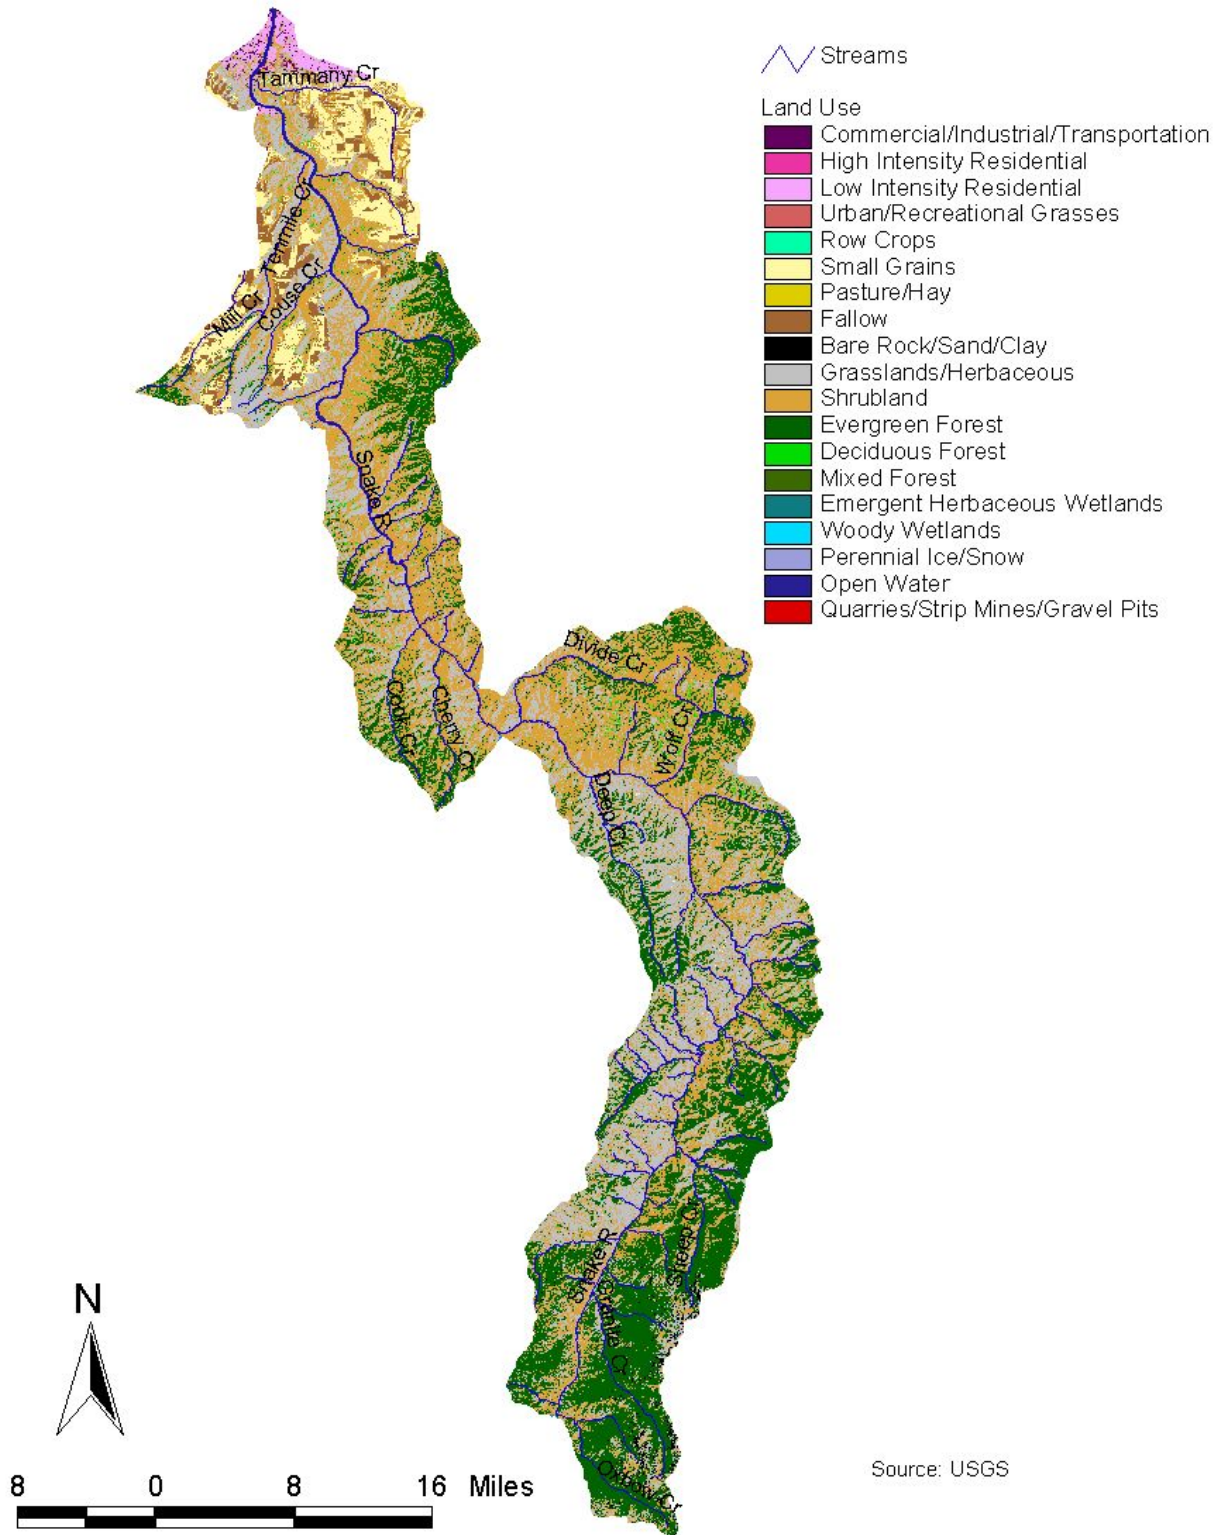 Streams
Land Use
Commercial/Industrial/Transportation
High Intensity Residential
Low Intensity Residential
Urban/Recreational Grasses
Row Crops
Small Grains
Pasture/Hay
Fallow
Bare Rock/Sand/Clay
Grasslands/Herbaceous
Shrubland
Evergreen Forest
Deciduous Forest
Mixed Forest
Emergent Herbaceous Wetlands
Woody Wetlands
Perennial Ice/Snow
Open Water
Quarries/Strip Mines/Gravel Pits
Tammany Cr
Tenmile Cr
Couse Cr
Mill Cr
Snake R
Divide Cr
Cook Cr
Cherry Cr
Wolf Cr
Deep Cr
Sheep Cr
Snake R
Granite Cr
Oxbow Cr
N
8 0 8 16 Miles
Source: USGS